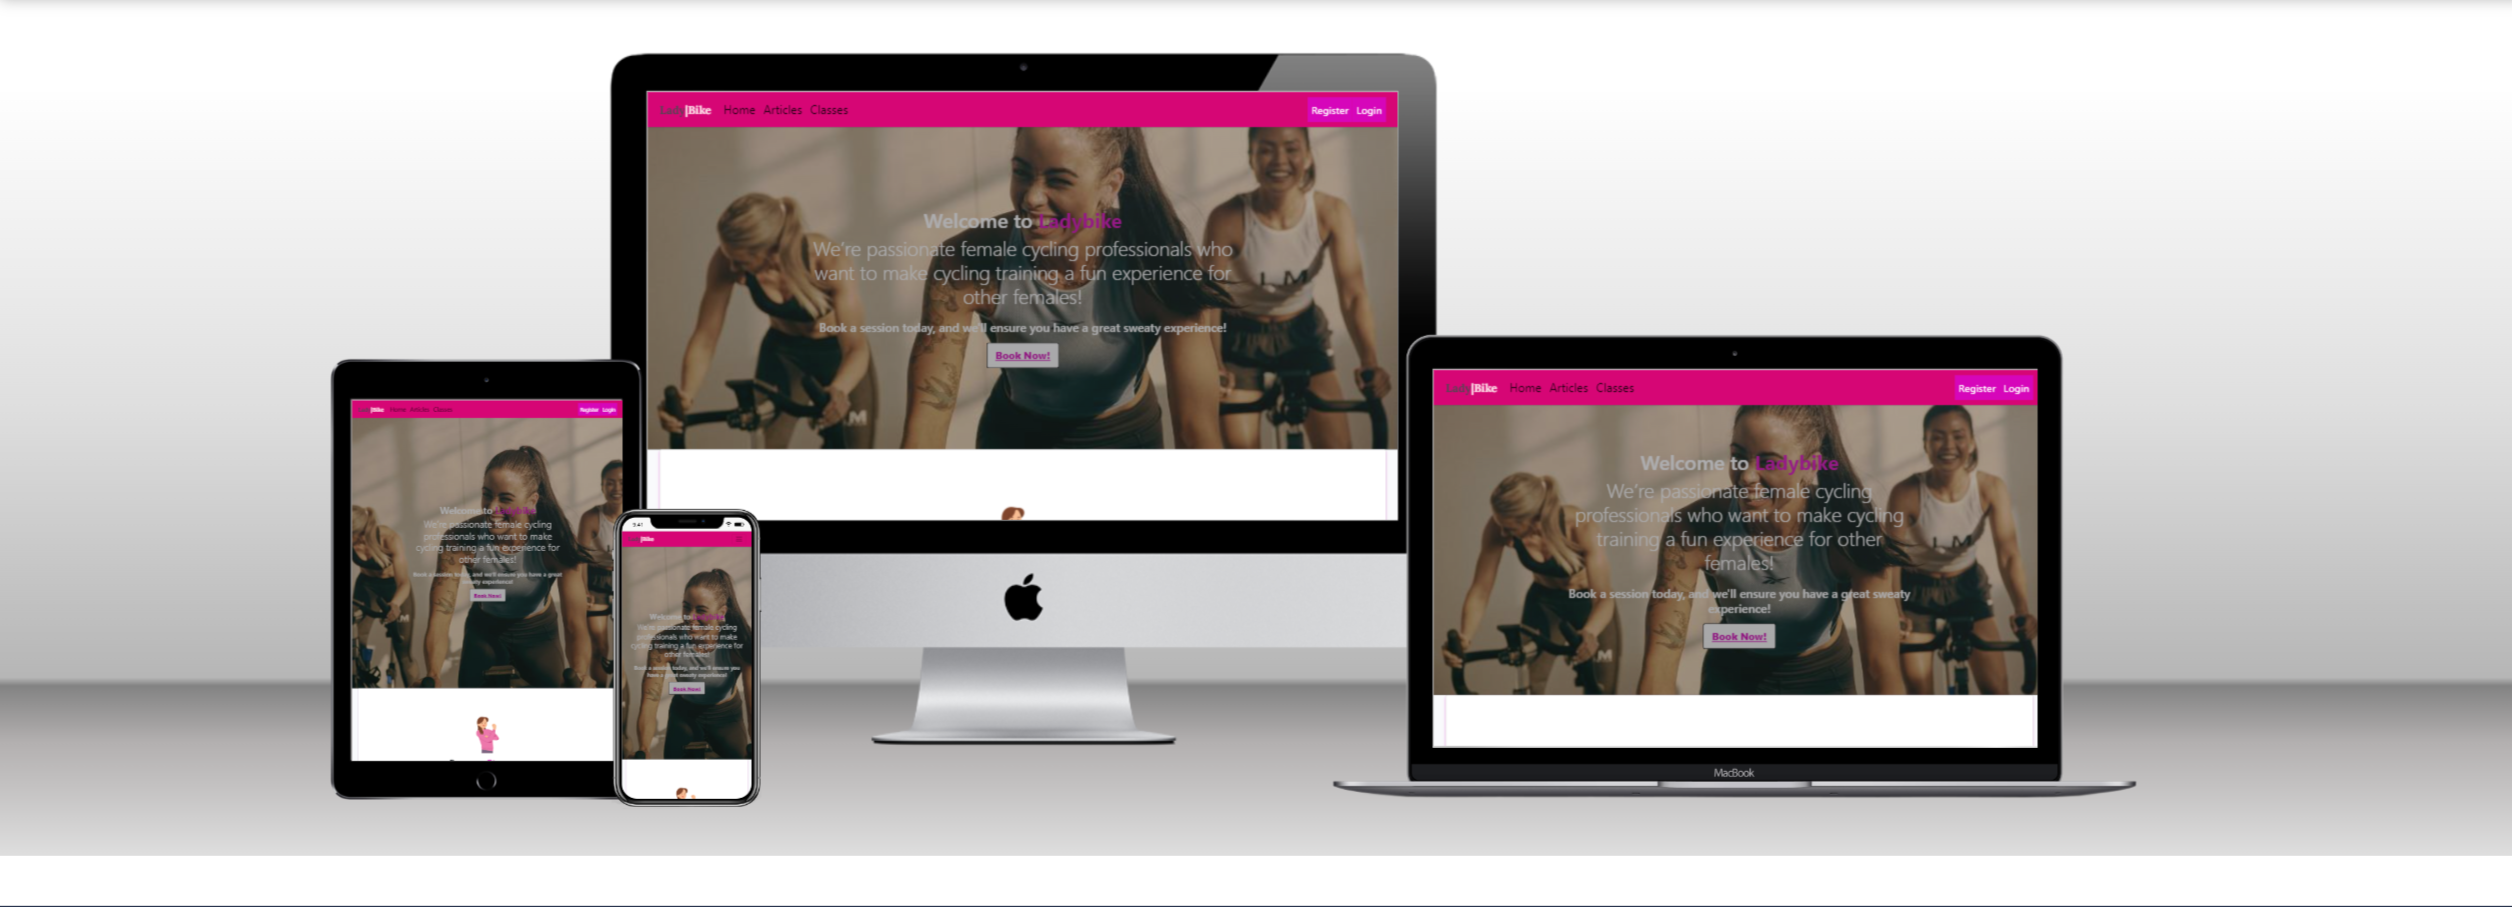 Lady|Bike Home Articles Classes Register Login
Welcome to Ladybike
We're passionate female cycling professionals who
want to make cycling training a fun experience for
other females!
Book a session today, and we'll ensure you have a great sweaty experience!
Book Now!
LM
M
Lady|Bike Home Articles Classes Register Login
Welcome to Ladybike
We're passionate female cycling
professionals who want to make cycling
training a fun experience for other
females!
Book a session today, and we'll ensure you have a great sweaty
experience!
Book Now!
LM
M
MacBook
|Bike Home Articles Classes Register Login
Welcome to Ladybike
We're passionate female cycling
professionals who want to make
cycling training a fun experience for
other females!
Book a session today, and we'll ensure you have a great
sweaty experience!
Book Now!
M
9:41
|Bike
Welcome to Ladybike
We're passionate female cycling
professionals who want to make
cycling training a fun experience for
other females!
Book a session today, and we'll ensure you
have a great sweaty experience!
Book Now!